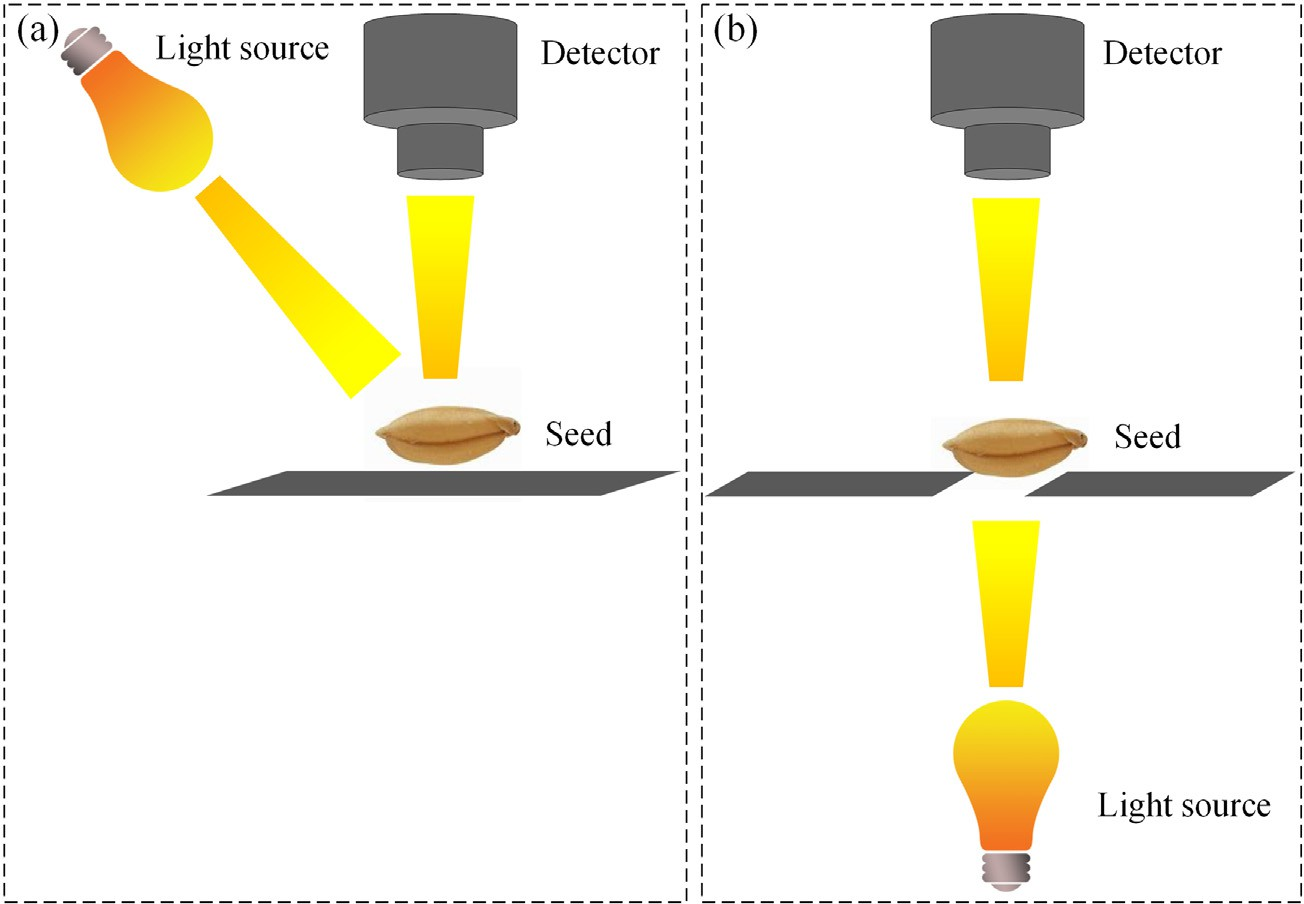 (a)
Light source
Detector
Seed
(b)
Detector
Seed
Light source